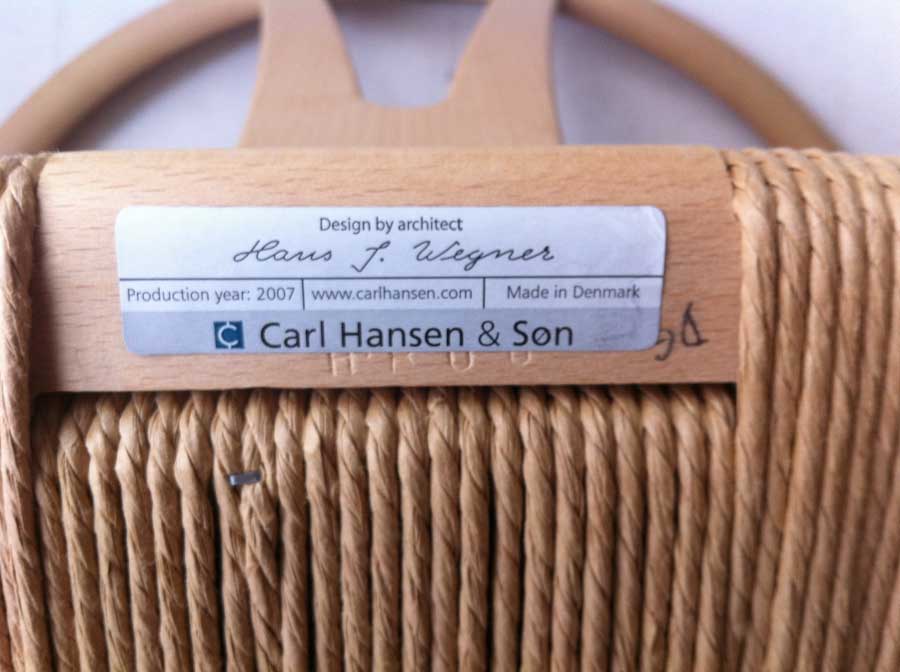 Design by architect
Hans J. Wegner
Production year: 2007 www.carlhansen.com Made in Denmark
Carl Hansen & Søn